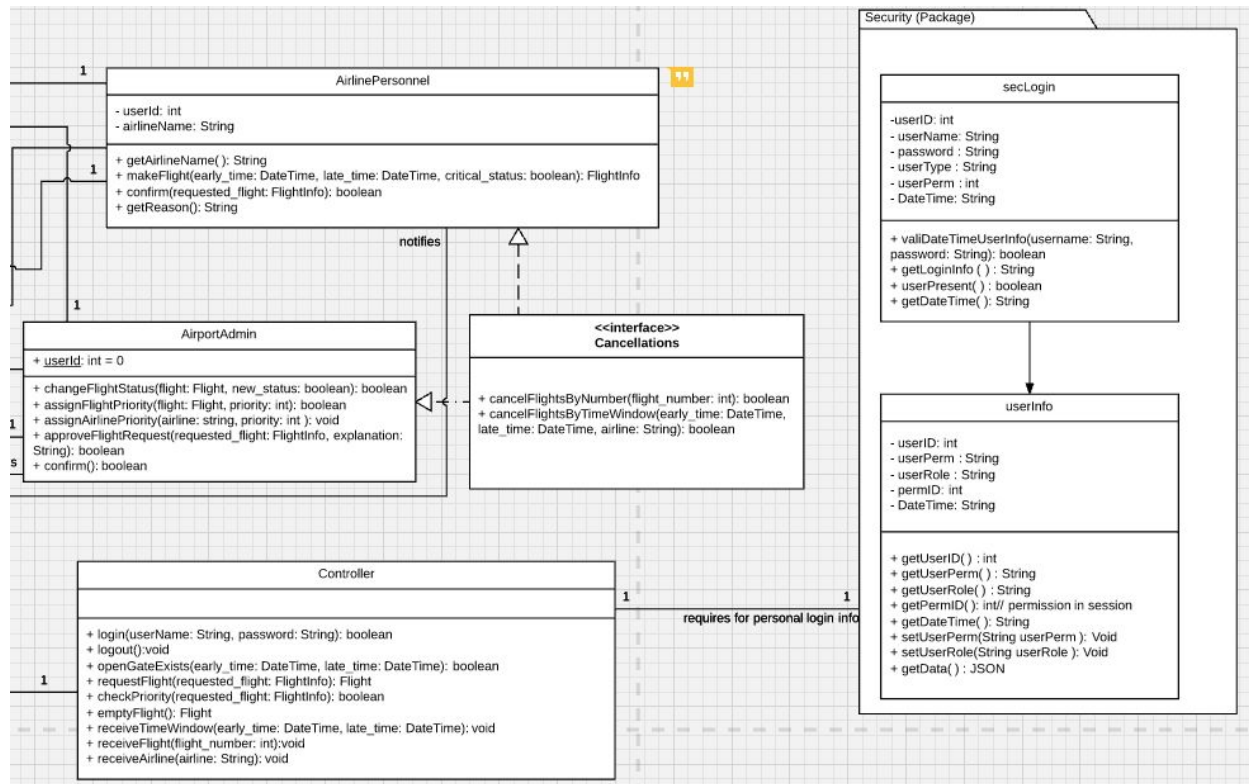 1
AirlinePersonnel
- userId: int
- airlineName: String
+ getAirlineName( ): String
+ makeFlight(early_time: DateTime, late_time: DateTime, critical_status: boolean): FlightInfo
+ confirm(requested_flight: FlightInfo): boolean
+ getReason(): String
1
notifies
1
AirportAdmin
+ userId: int = 0
+ changeFlightStatus(flight: Flight, new_status: boolean): boolean
+ assignFlightPriority(flight: Flight, priority: int): boolean
+ assignAirlinePriority(airline: string, priority: int ): void
+ approveFlightRequest(requested_flight: FlightInfo, explanation:
String): boolean
+ confirm(): boolean
1
s
<<interface>>
Cancellations
+ cancelFlightsByNumber(flight_number: int): boolean
+ cancelFlightsByTimeWindow(early_time: DateTime,
late_time: DateTime, airline: String): boolean
Controller
+ login(userName: String, password: String): boolean
+ logout():void
+ openGateExists(early_time: DateTime, late_time: DateTime): boolean
+ requestFlight(requested_flight: FlightInfo): Flight
+ checkPriority(requested_flight: FlightInfo): boolean
+ emptyFlight(): Flight
+ receiveTimeWindow(early_time: DateTime, late_time: DateTime): void
+ receiveFlight(flight_number: int):void
+ receiveAirline(airline: String): void
1
1
1
requires for personal login info
Security (Package)
secLogin
-userID: int
- userName: String
- password : String
- userType : String
- userPerm : int
- DateTime: String
+ valiDateTimeUserInfo(username: String,
password: String): boolean
+ getLoginInfo ( ) : String
+ userPresent( ) : boolean
+ getDateTime( ): String
userInfo
- userID: int
- userPerm : String
- userRole : String
- permID: int
- DateTime: String
+ getUserID( ) : int
+ getUserPerm( ) : String
+ getUserRole( ) : String
+ getPermID( ): int// permission in session
+ getDateTime( ): String
+ setUserPerm(String userPerm ): Void
+ setUserRole(String userRole ): Void
+ getData( ) : JSON